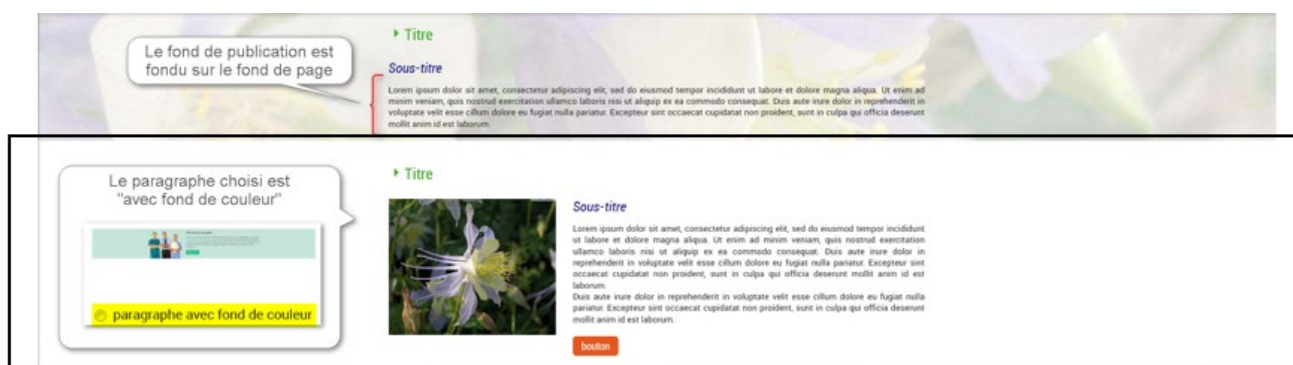 Titre
Le fond de publication est
fondu sur le fond de page
Sous-titre
Lorem ipsum dolor sit amet, consectetur adipiscing elit, sed do eiusmod tempor incididunt ut labore et dolore magna aliqua. Ut enim ad
minim veniam, quis nostrud exercitation ullamco laboris nisi ut aliquip ex ea commodo consequat. Duis aute irure dolor in reprehenderit in
voluptate velit esse cillum dolore eu fugiat nulla pariatur. Excepteur sint occaecat cupidatat non proident, sunt in culpa qui officia deserunt
mollit anim id est laborum.
Le paragraphe choisi est
"avec fond de couleur"
paragraphe avec fond de couleur
Titre
Sous-titre
Lorem ipsum dolor sit amet, consectetur adipiscing elit, sed do eiusmod tempor incididunt
ut labore et dolore magna aliqua. Ut enim ad minim veniam, quis nostrud exercitation
ullamco laboris nisi ut aliquip ex ea commodo consequat. Duis aute irure dolor in
reprehenderit in voluptate velit esse cillum dolore eu fugiat nulla pariatur. Excepteur sint
occaecat cupidatat non proident, sunt in culpa qui officia deserunt mollit anim id est
laborum.
Duis aute irure dolor in reprehenderit in voluptate velit esse cillum dolore eu fugiat nulla
pariatur. Excepteur sint occaecat cupidatat non proident, sunt in culpa qui officia deserunt
mollit anim id est laborum.
bouton